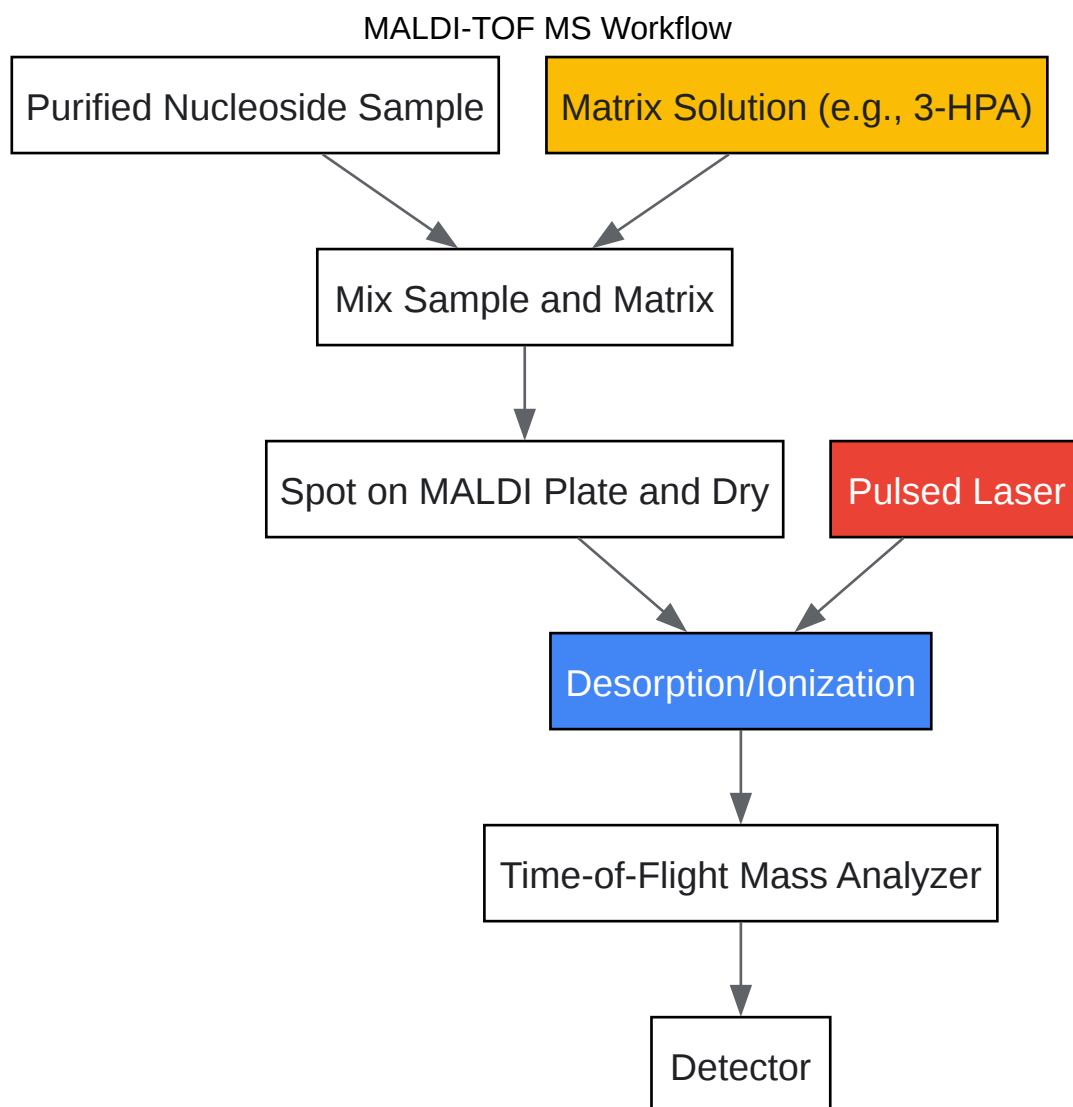 MALDI-TOF MS Workflow
Purified Nucleoside Sample
Matrix Solution (e.g., 3-HPA)
Mix Sample and Matrix
Spot on MALDI Plate and Dry
Pulsed Laser
Desorption/Ionization
Time-of-Flight Mass Analyzer
Detector